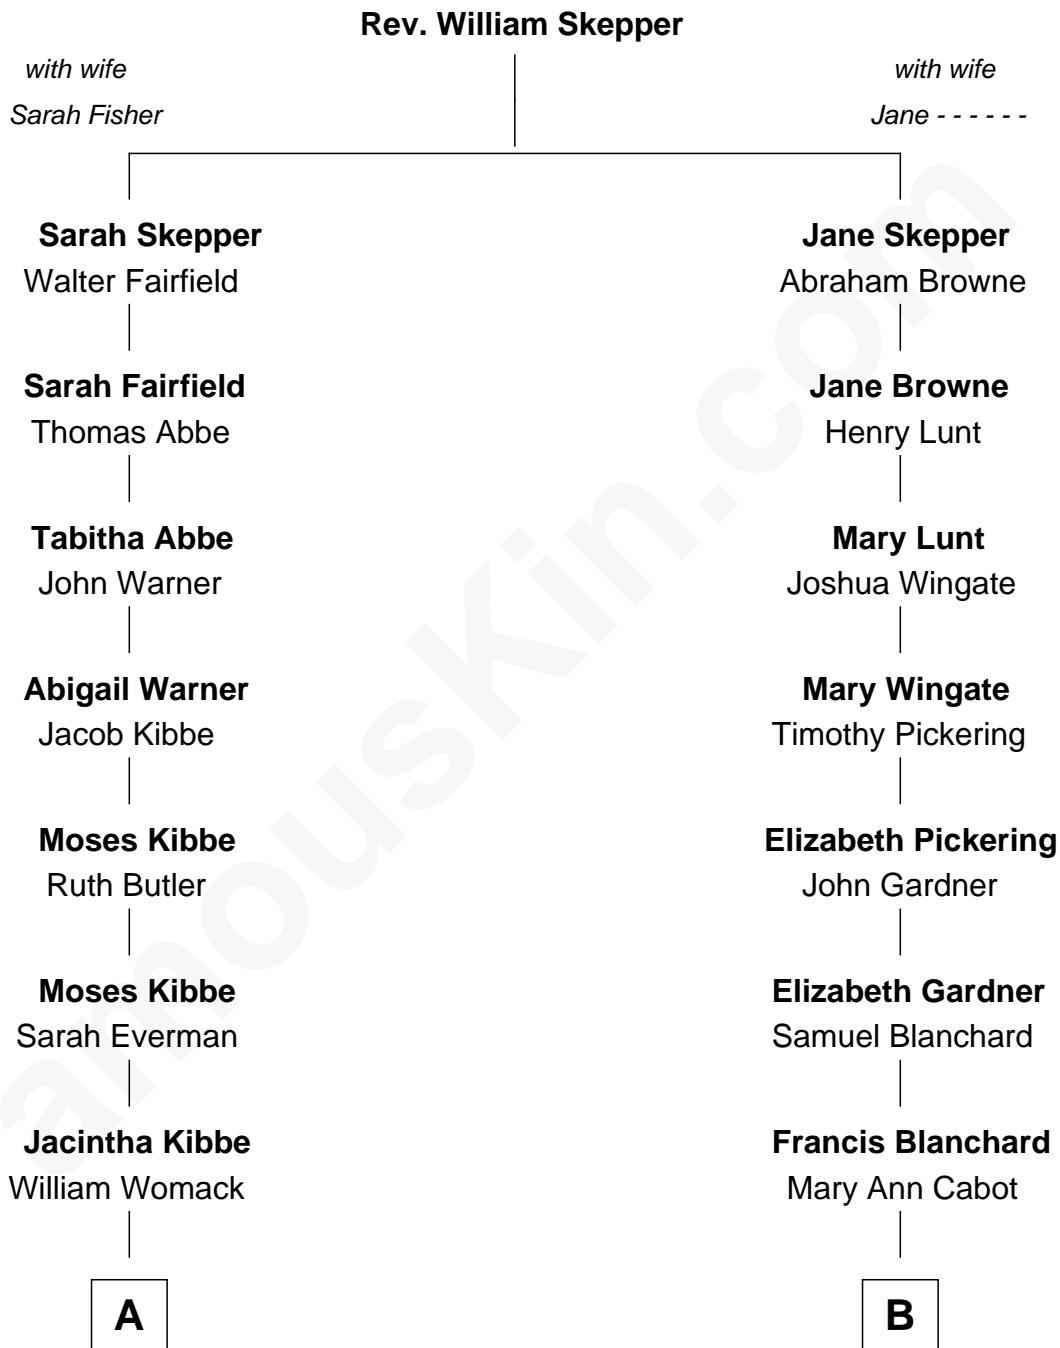 Rev. William Skepper
with wife
Sarah Fisher
with wife
Jane - - - - - -
Sarah Skepper
Walter Fairfield
Jane Skepper
Abraham Browne
Sarah Fairfield
Thomas Abbe
Jane Browne
Henry Lunt
Tabitha Abbe
John Warner
Mary Lunt
Joshua Wingate
Abigail Warner
Jacob Kibbe
Mary Wingate
Timothy Pickering
Moses Kibbe
Ruth Butler
Elizabeth Pickering
John Gardner
Moses Kibbe
Sarah Everman
Elizabeth Gardner
Samuel Blanchard
Jacintha Kibbe
William Womack
Francis Blanchard
Mary Ann Cabot
A
B
amousKin.com